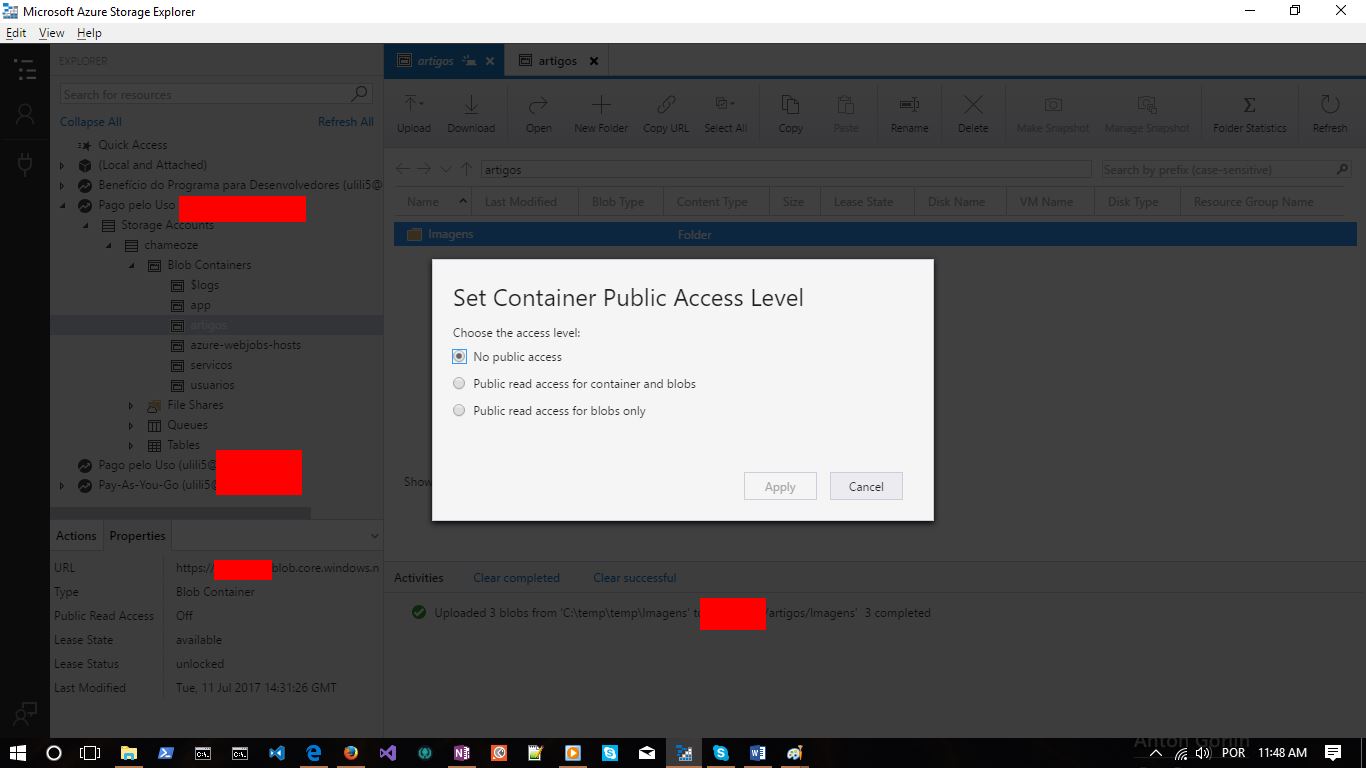 Microsoft Azure Storage Explorer
Edit View Help
EXPLORER
Search for resources
Collapse All Refresh All
Quick Access
(Local and Attached)
Benefício do Programa para Desenvolvedores (ulili5@
Pago pelo Uso
Storage Accounts
chameoze
Blob Containers
$logs
app
artigos
azure-webjobs-hosts
servicos
usuarios
File Shares
Queues
Tables
Pago pelo Uso (ulili5@
Pay-As-You-Go (ulili5@
Actions Properties
URL https:// blob.core.windows.n
Type Blob Container
Public Read Access Off
Lease State available
Lease Status unlocked
Last Modified Tue, 11 Jul 2017 14:31:26 GMT
artigos artigos
Upload Download Open New Folder Copy URL Select All Copy Paste Rename Delete Make Snapshot Manage Snapshot Folder Statistics Refresh
artigos Search by prefix (case-sensitive)
Name Last Modified Blob Type Content Type Size Lease State Disk Name VM Name Disk Type Resource Group Name
Imagens Folder
Set Container Public Access Level
Choose the access level:
No public access
Public read access for container and blobs
Public read access for blobs only
Apply Cancel
Show
Activities Clear completed Clear successful
Uploaded 3 blobs from 'C:\temp\temp\Imagens' to /artigos/Imagens' 3 completed
Anton Gorlin
POR 11:48 AM